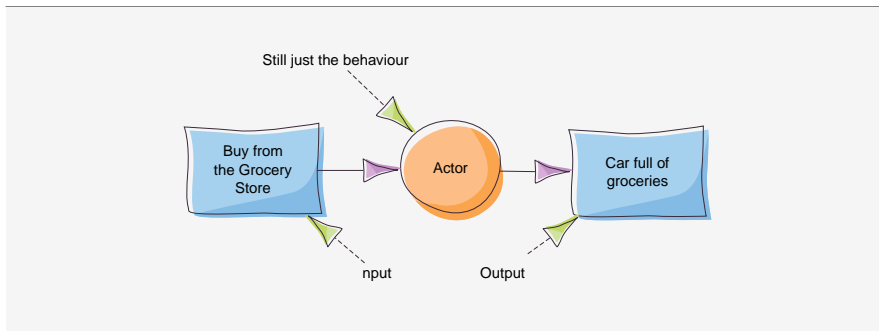 Still just the behaviour
Buy from
the Grocery
Store
Actor
Car full of
groceries
nput
Output